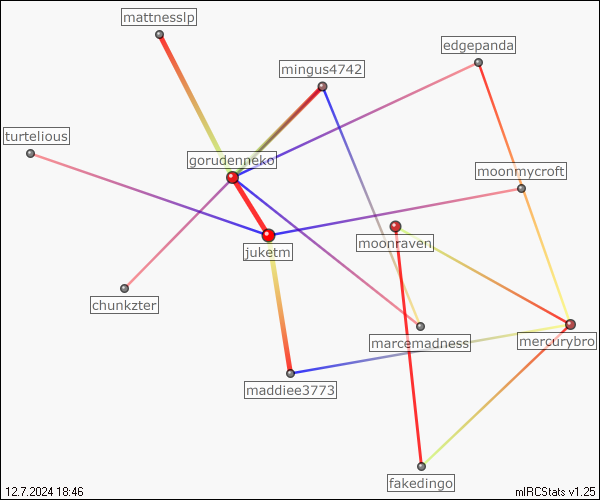 mattnesslp
edgepanda
mingus4742
turtelious
gorudenneko
moonmycroft
moonraven
juketm
chunkzter
marcemadness
mercurybro
maddiee3773
fakedingo
12.7.2024 18:46
mIRCStats v1.25